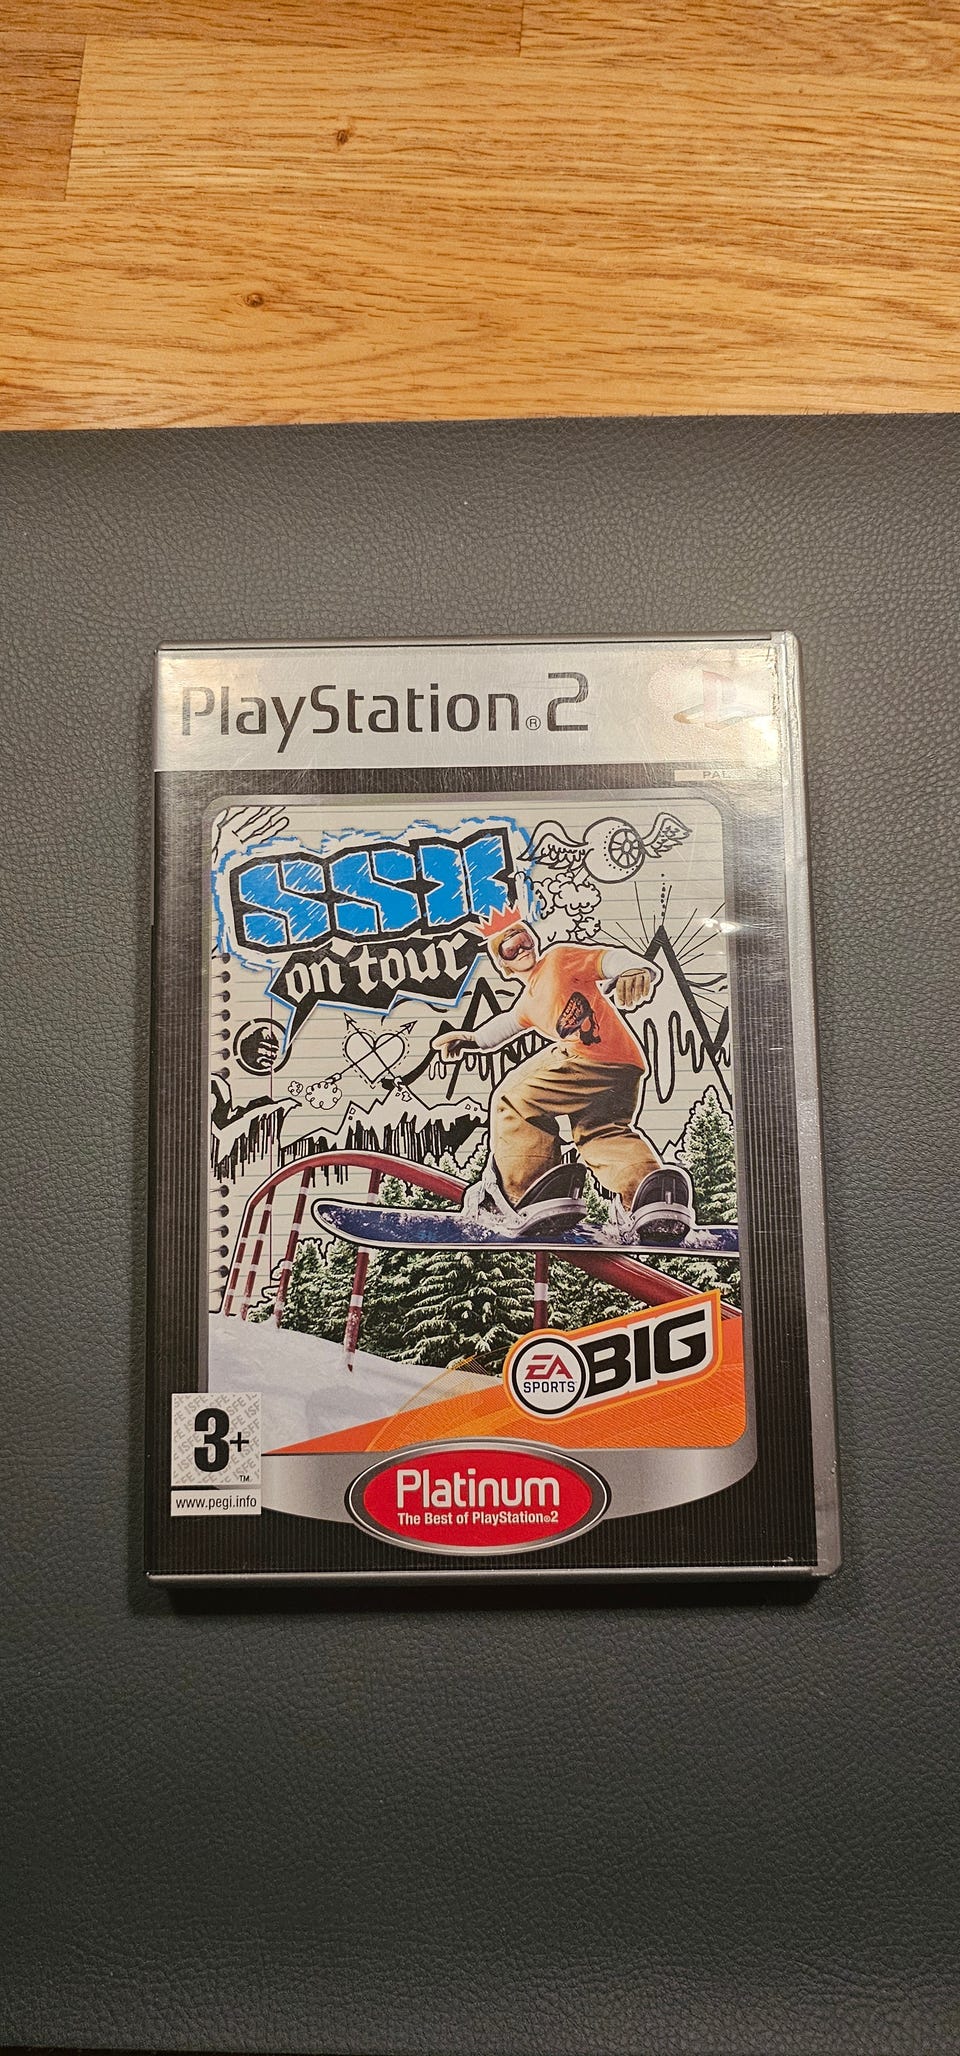 PlayStation®2
PAL
SSX
on tour
EA
SPORTS
BIG
3+
TM
www.pegi.info
Platinum
The Best of PlayStation®2